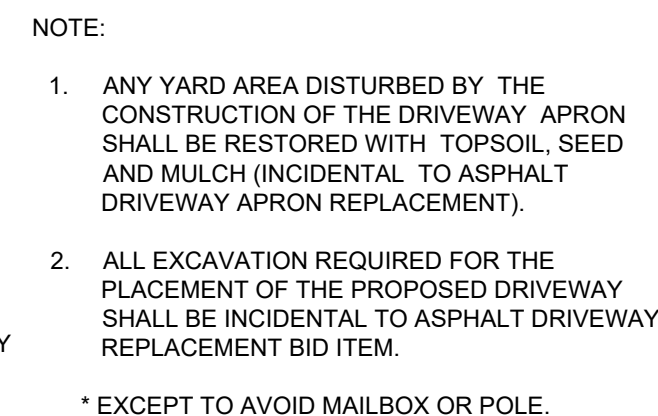 NOTE:
1. ANY YARD AREA DISTURBED BY THE
CONSTRUCTION OF THE DRIVEWAY APRON
SHALL BE RESTORED WITH TOPSOIL, SEED
AND MULCH (INCIDENTAL TO ASPHALT
DRIVEWAY APRON REPLACEMENT).
2. ALL EXCAVATION REQUIRED FOR THE
PLACEMENT OF THE PROPOSED DRIVEWAY
SHALL BE INCIDENTAL TO ASPHALT DRIVEWAY
Y REPLACEMENT BID ITEM.
* EXCEPT TO AVOID MAILBOX OR POLE.